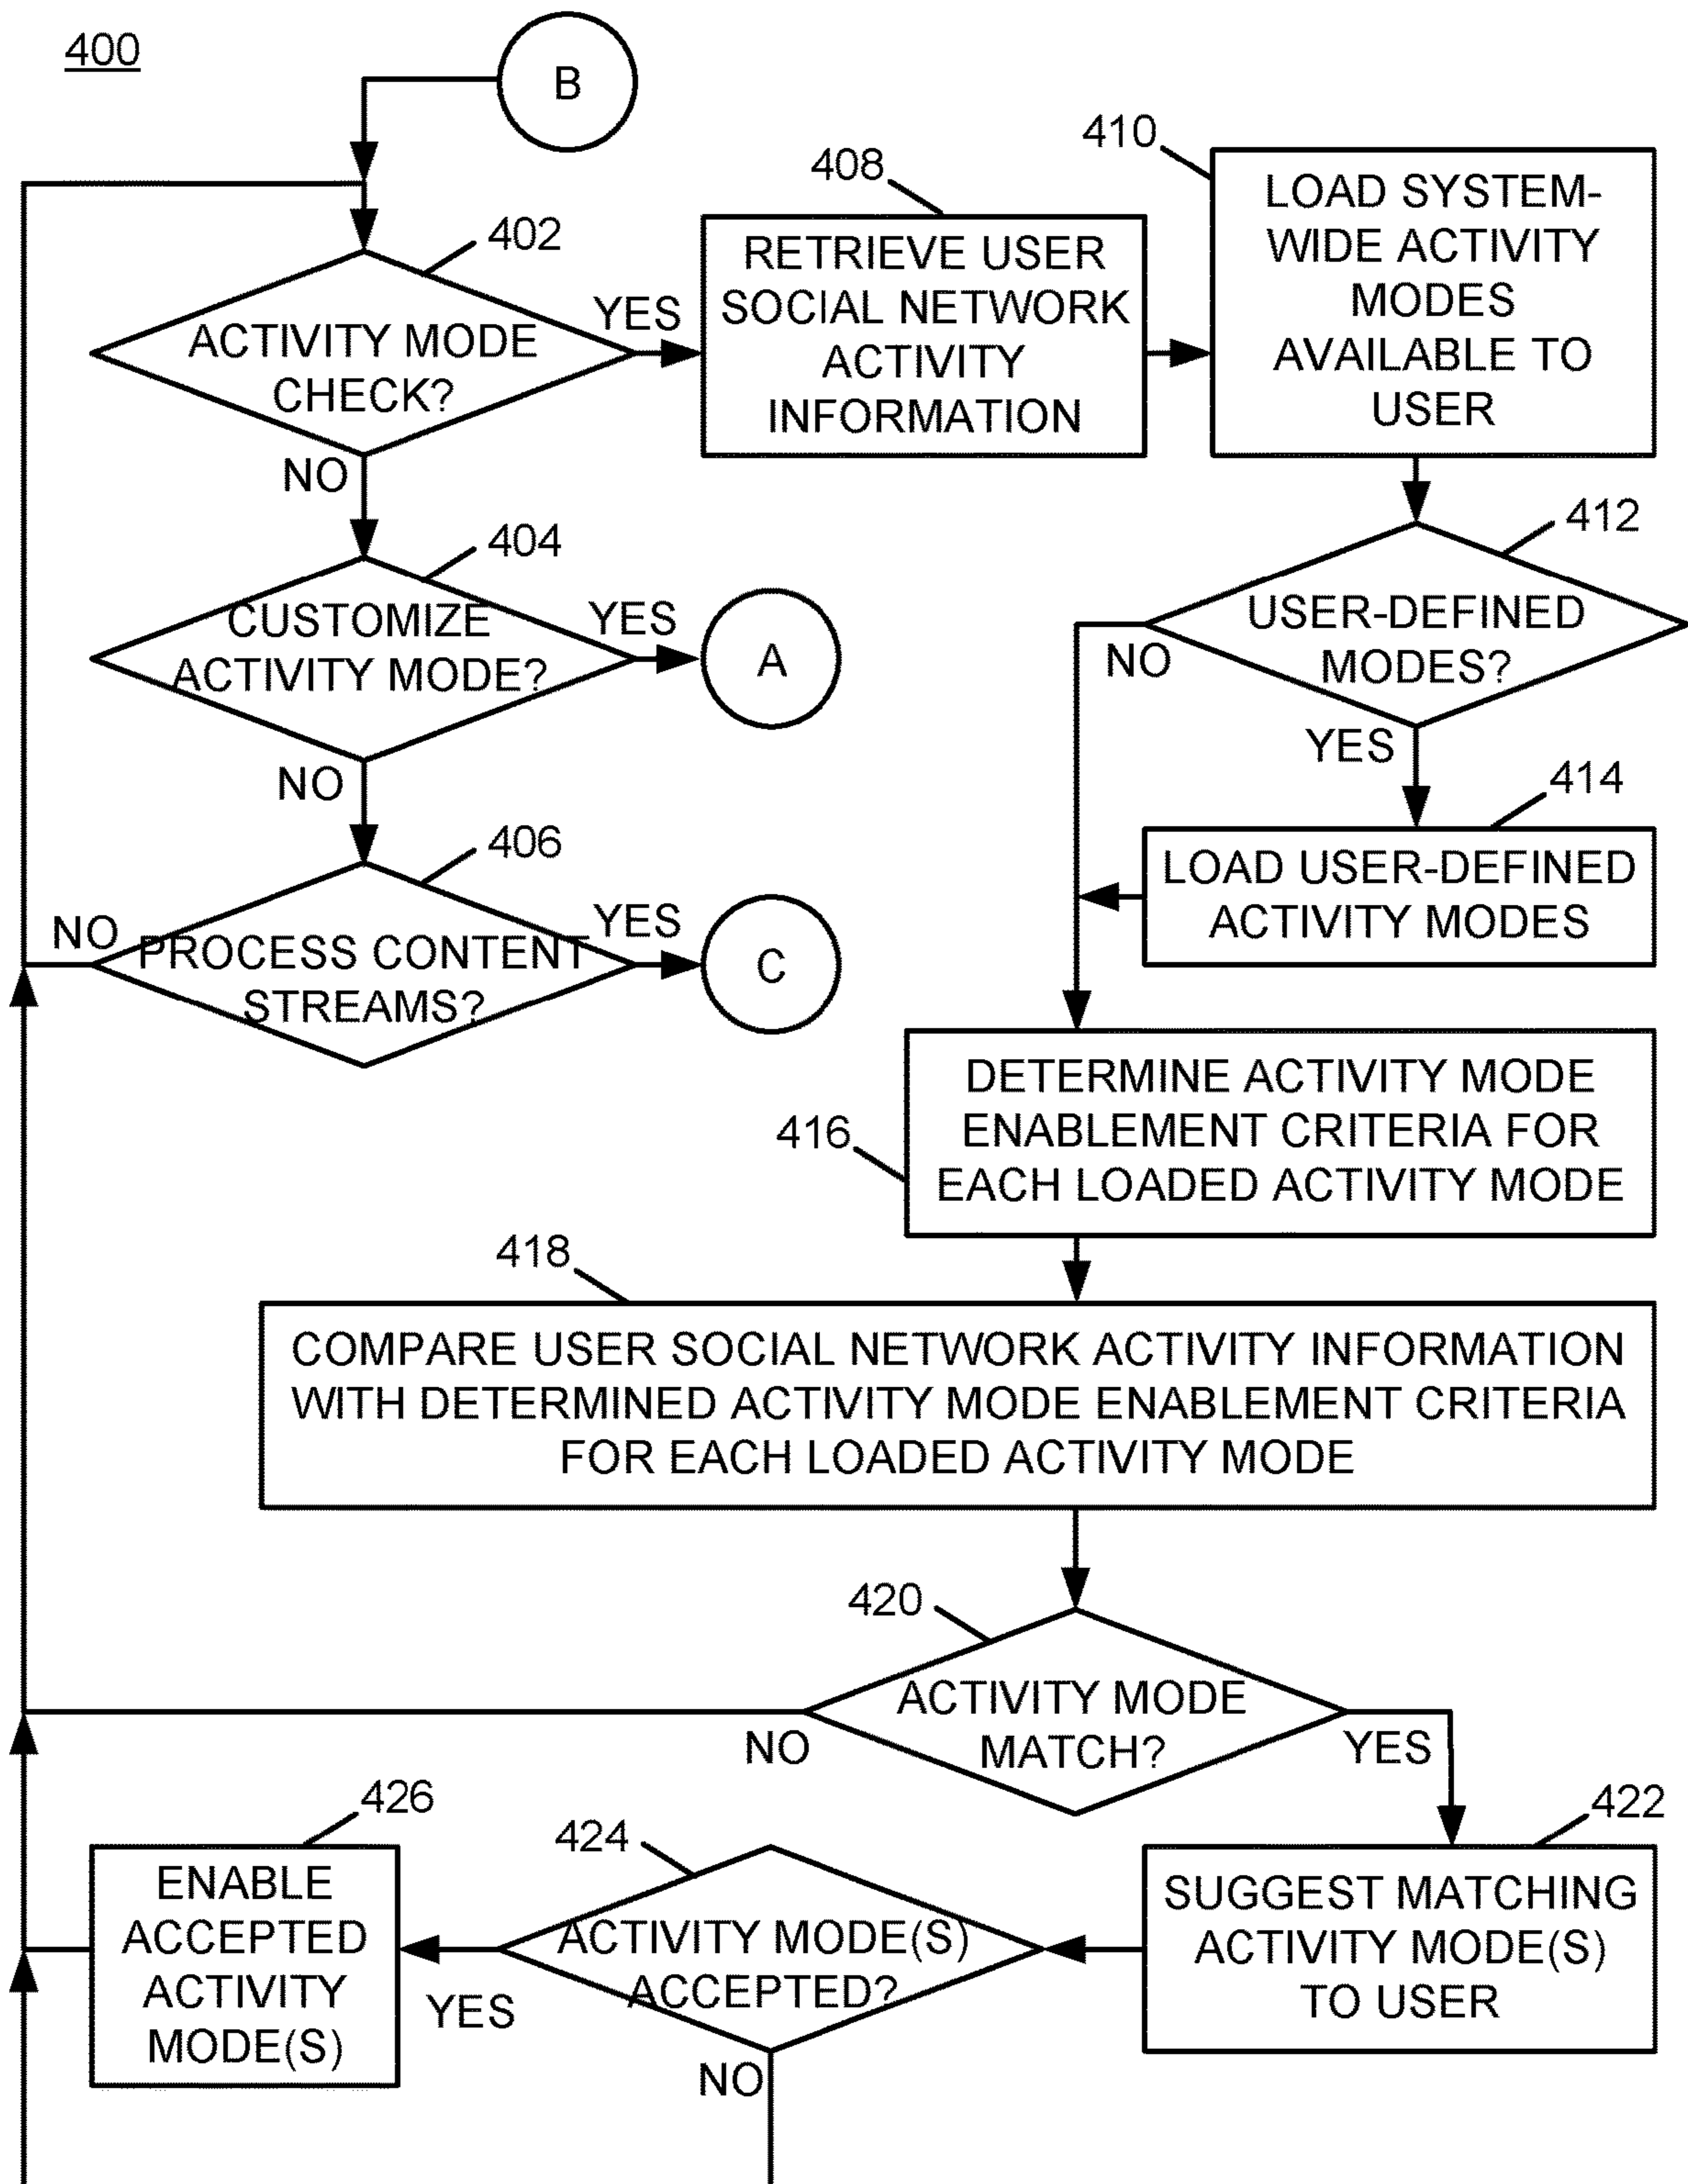 400
B
402
ACTIVITY MODE
CHECK?
YES
NO
408
RETRIEVE USER
SOCIAL NETWORK
ACTIVITY
INFORMATION
410
LOAD SYSTEM-
WIDE ACTIVITY
MODES
AVAILABLE TO
USER
404
CUSTOMIZE
ACTIVITY MODE?
YES
A
NO
412
USER-DEFINED
MODES?
NO
YES
414
LOAD USER-DEFINED
ACTIVITY MODES
406
NO
PROCESS CONTENT
STREAMS?
YES
C
416
DETERMINE ACTIVITY MODE
ENABLEMENT CRITERIA FOR
EACH LOADED ACTIVITY MODE
418
COMPARE USER SOCIAL NETWORK ACTIVITY INFORMATION
WITH DETERMINED ACTIVITY MODE ENABLEMENT CRITERIA
FOR EACH LOADED ACTIVITY MODE
420
ACTIVITY MODE
MATCH?
NO
YES
422
SUGGEST MATCHING
ACTIVITY MODE(S)
TO USER
424
ACTIVITY MODE(S)
ACCEPTED?
YES
NO
426
ENABLE
ACCEPTED
ACTIVITY
MODE(S)